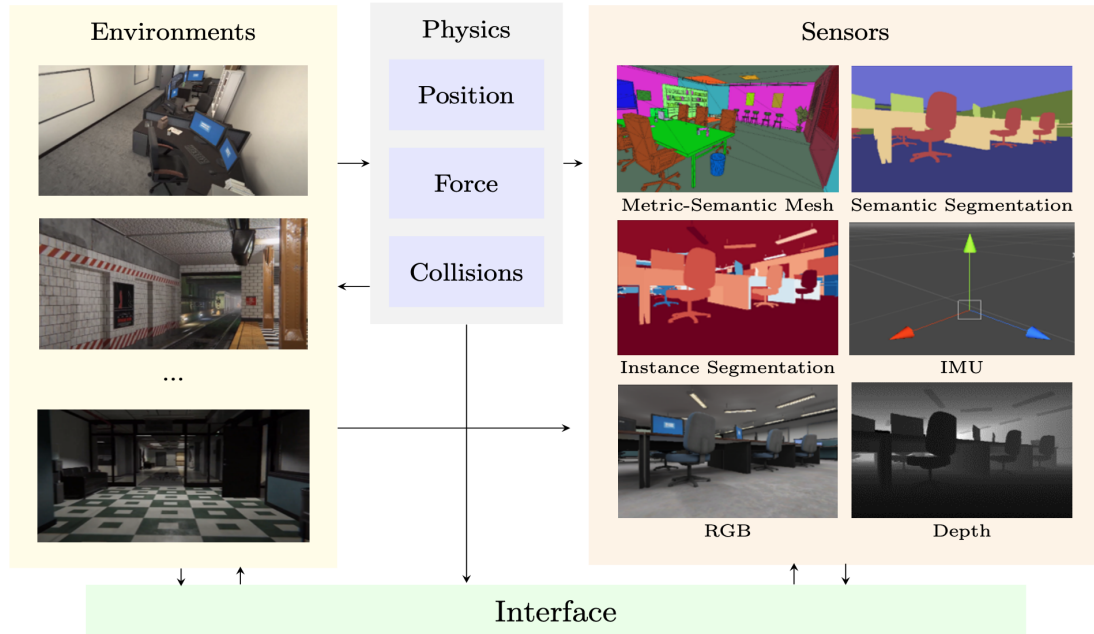 Environments
...
Physics
Position
Force
Collisions
Sensors
Metric-Semantic Mesh
Semantic Segmentation
Instance Segmentation
IMU
RGB
Depth
Interface